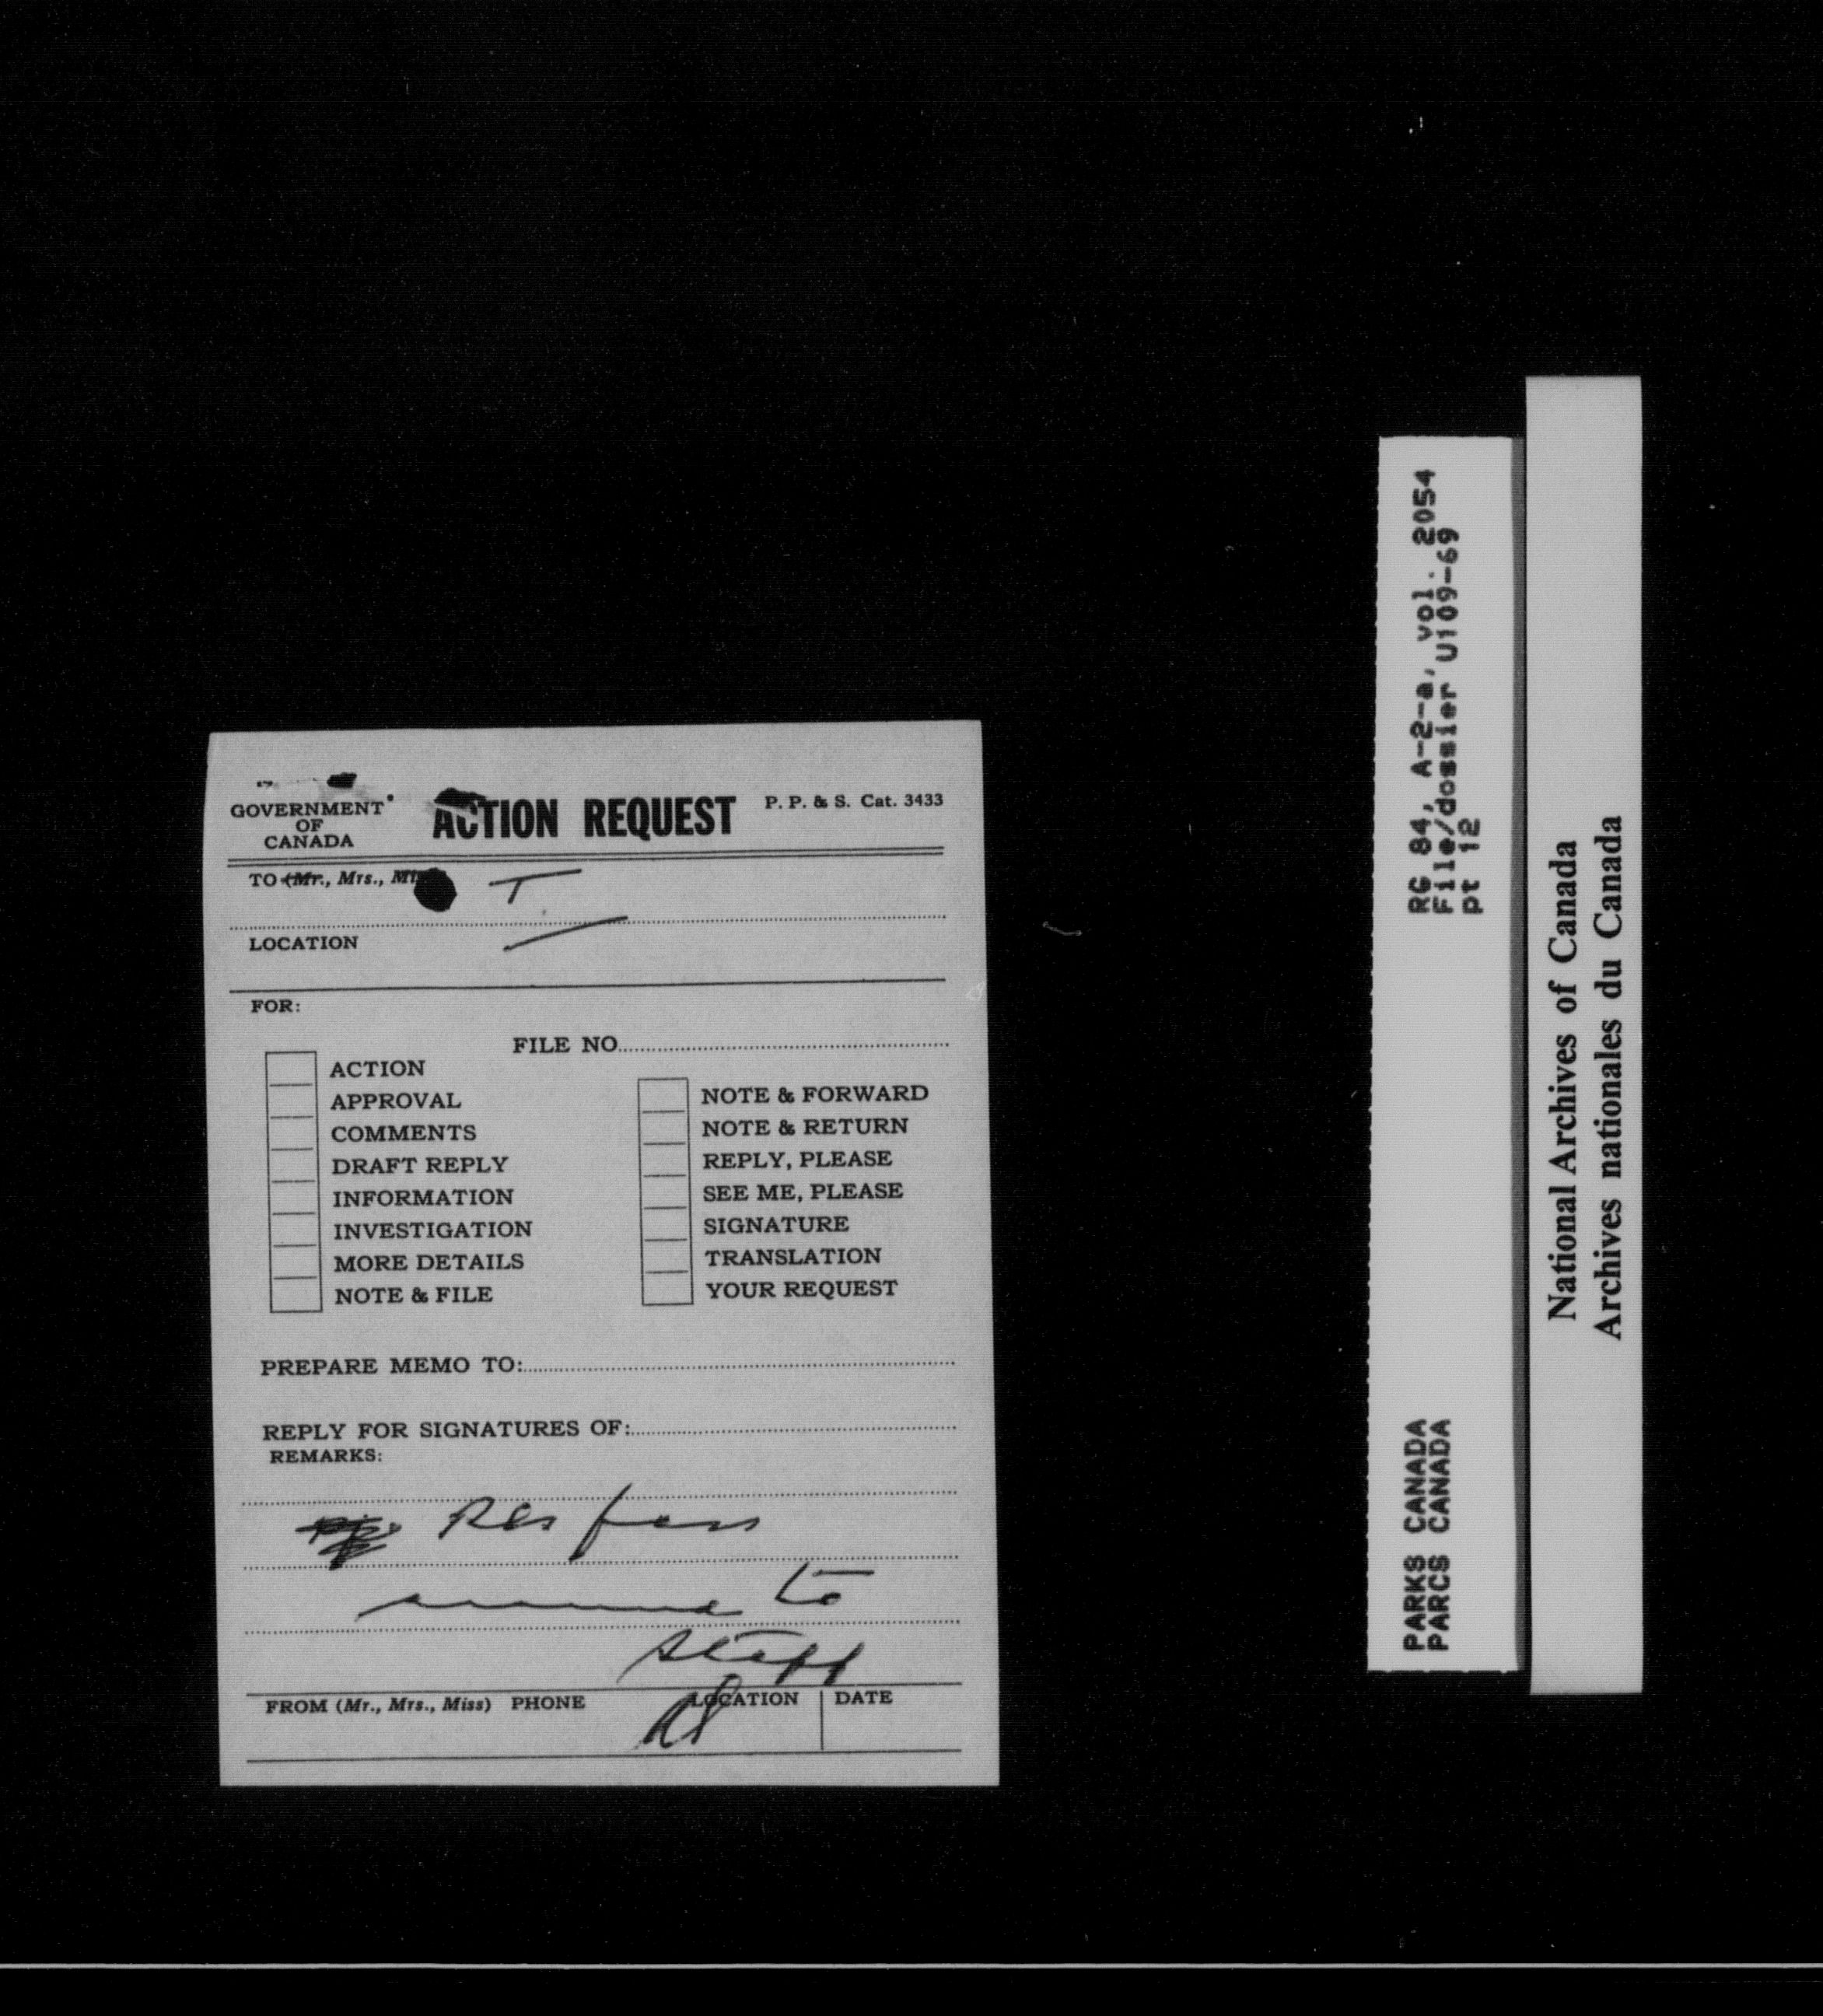 GOVERNMENT
OF
CANADA
ACTION REQUEST
P. P. & S. Cat. 3433
TO (Mr., Mrs., T
LOCATION
FOR:
FILE NO
ACTION
APPROVAL
COMMENTS
DRAFT REPLY
INFORMATION
INVESTIGATION
MORE DETAILS
NOTE & FILE
NOTE & FORWARD
NOTE & RETURN
REPLY, PLEASE
SEE ME, PLEASE
SIGNATURE
TRANSLATION
YOUR REQUEST
PREPARE MEMO TO:
REPLY FOR SIGNATURES OF:
REMARKS:
to
staff
FROM (Mr., Mrs., Miss) PHONE LOCATION DATE
RG 84, A-2-a, vol. 2054
File/dossier U109-69
pt 12
PARKS CANADA
PARCS CANADA
National Archives of Canada
Archives nationales du Canada